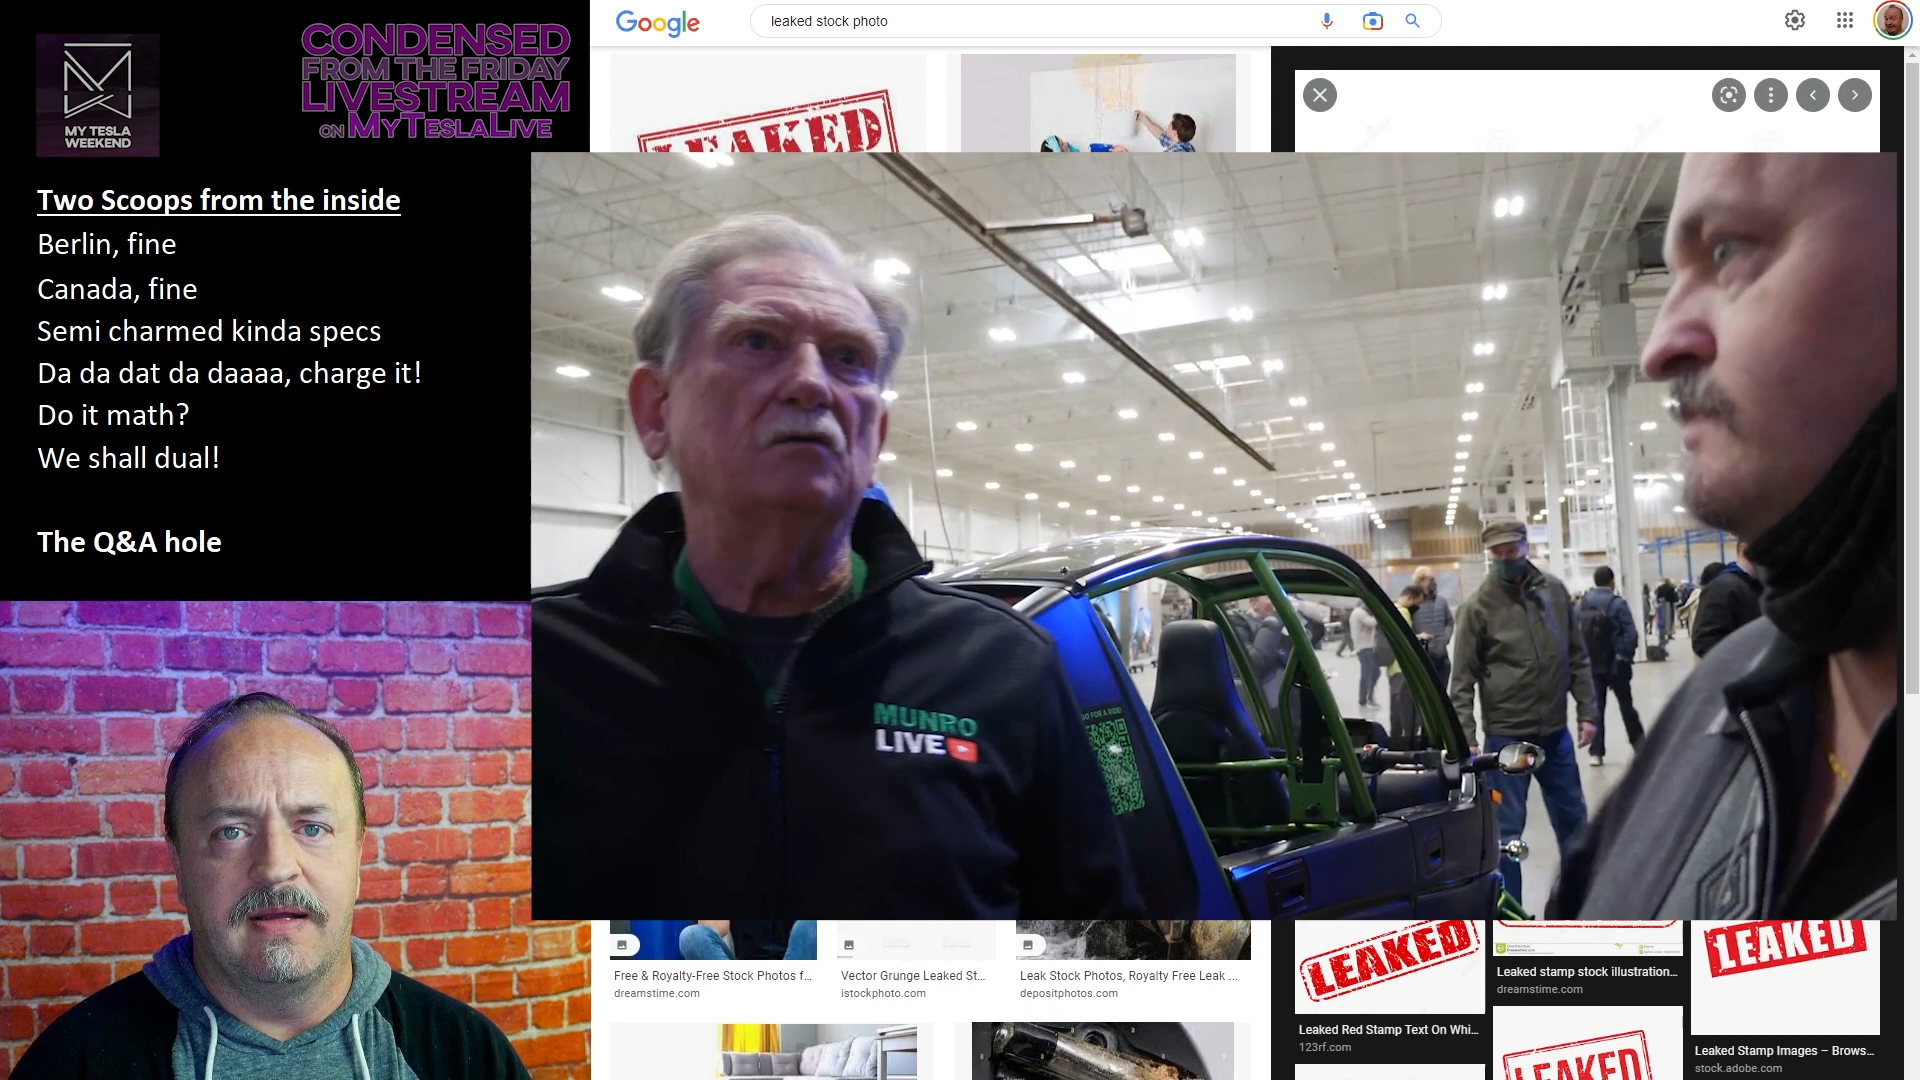 MY TESLA
WEEKEND
CONDENSED
FROM THE FRIDAY
LIVESTREAM
ON MYTESLALIVE
Two Scoops from the inside
Berlin, fine
Canada, fine
Semi charmed kinda specs
Da da dat da daaaa, charge it!
Do it math?
We shall dual!
The Q&A hole
Google
leaked stock photo
LEAKED
MUNRO
LIVE
GO FOR A RIDE!
Free & Royalty-Free Stock Photos f...
dreamstime.com
Vector Grunge Leaked St...
istockphoto.com
Leak Stock Photos, Royalty Free Leak ...
depositphotos.com
LEAKED
Leaked Red Stamp Text On Whi...
123rf.com
Leaked stamp stock illustration...
dreamstime.com
LEAKED
LEAKED
Leaked Stamp Images – Brows...
stock.adobe.com